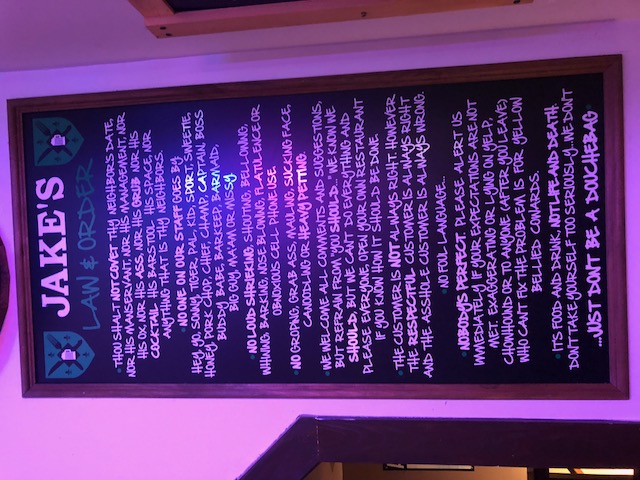 JAKE'S
LAW & ORDER
• THOU SHALT NOT COVET THY NEIGHBOR'S DATE,
NOR HIS MANSERVANT, NOR HIS MANAGEMENT, NOR
HIS OX, NOR HIS ASS, NOR HIS GRUB NOR HIS
COCKTAIL, HIS BARSTOOL, HIS SPACE, NOR
ANYTHING THAT IS THY NEIGHBORS.
• NO ONE ON OUR STAFF GOES BY
HEY, YO, SONNY, TIGER, PAL, KID, SPORT, SWEETIE,
HONEY, PORK CHOP, CHIEF, CHAMP, CAPTAIN, BOSS
BUDDY, BABE, BARKEEP, BARMAID,
BIG GUY, MA'AM, OR MISSY.
• NO LOUD SHRIEKING, SHOUTING, BELLOWING,
WHINING, BARKING, NOSE BLOWING, FLATULENCE OR
OBNOXIOUS CELL PHONE USE.
• NO GROPING, GRAB ASS, MAULING, SUCKING FACE,
CANOODLING OR HEAVY PETTING.
• WE WELCOME ALL COMMENTS AND SUGGESTIONS,
BUT REFRAIN FROM "YOU SHOULD..." WE KNOW WE
SHOULD, BUT WE CAN'T DO EVERYTHING AND
PLEASE EVERYONE. OPEN YOUR OWN RESTAURANT
IF YOU KNOW HOW IT SHOULD BE DONE.
• THE CUSTOMER IS NOT ALWAYS RIGHT. HOWEVER
• THE RESPECTFUL CUSTOMER IS ALWAYS RIGHT
AND THE ASSHOLE CUSTOMER IS ALWAYS WRONG.
• NO FOUL LANGUAGE...
• NOBODY'S PERFECT. PLEASE ALERT US
IMMEDIATELY IF YOUR EXPECTATIONS ARE NOT
MET. EXAGGERATING OR LYING ON YELP,
CHOWHOUND OR TO ANYONE (AFTER YOU LEAVE)
WHO CAN'T FIX THE PROBLEM IS FOR YELLOW
BELLIED COWARDS.
• IT'S FOOD AND DRINK, NOT LIFE AND DEATH.
DON'T TAKE YOURSELF TOO SERIOUSLY...WE DON'T
...JUST DON'T BE A DOUCHEBAG